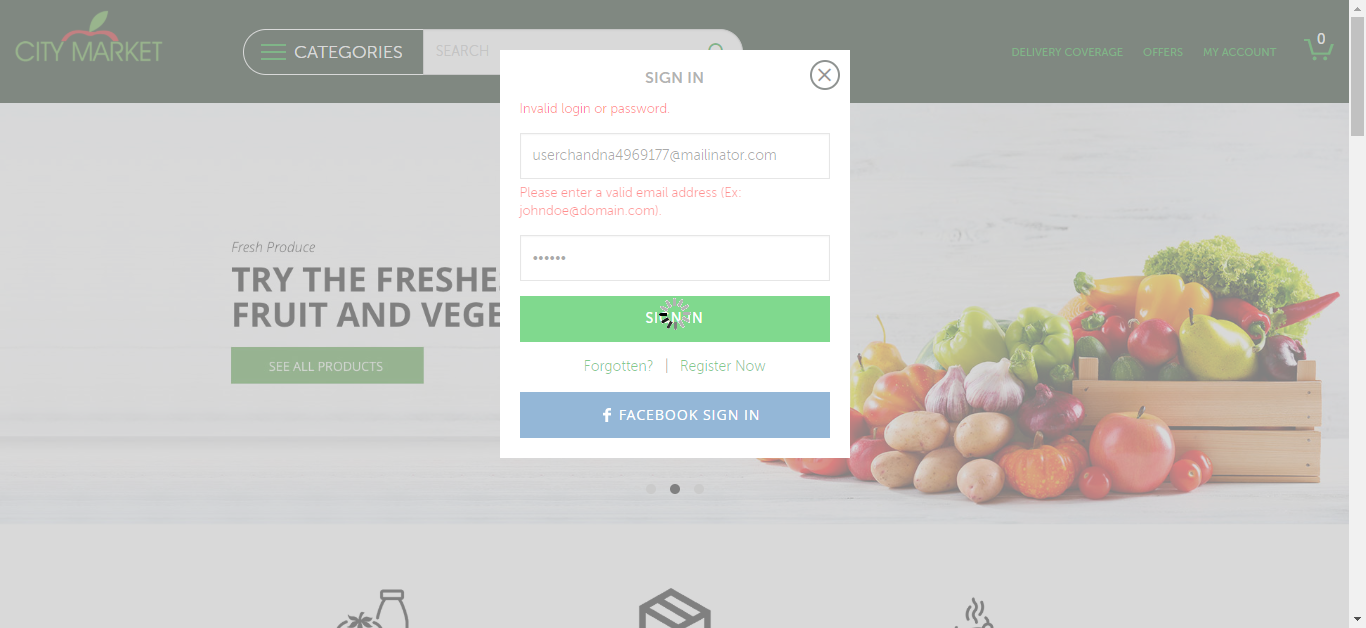 CITY MARKET
CATEGORIES
SEARCH
DELIVERY COVERAGE
OFFERS
MY ACCOUNT
0
SIGN IN
Invalid login or password.
userchandna4969177@mailinator.com
Please enter a valid email address (Ex:
johndoe@domain.com).
••••••
SIGN IN
Forgotten? | Register Now
FACEBOOK SIGN IN
Fresh Produce
TRY THE FRESHE
FRUIT AND VEGE
SEE ALL PRODUCTS